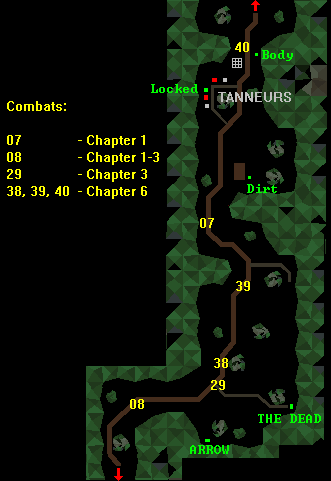 40
Body
Locked
TANNEURS
Combats:
07 - Chapter 1
08 - Chapter 1-3
29 - Chapter 3
38, 39, 40 - Chapter 6
Dirt
07
39
38
29
08
THE DEAD
ARROW